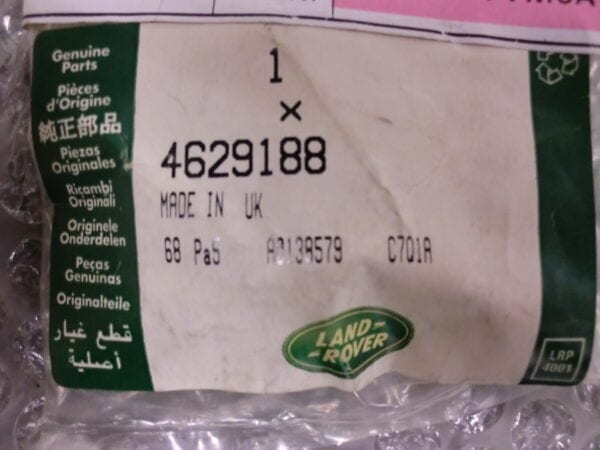 Genuine
Parts
Pièces
d'Origine
純正部品
Piezas
Originales
Ricambi
Originali
Originele
Onderdelen
Peças
Genuinas
Originalteile
قطع غيار
أصلية
1
×
4629188
MADE IN UK
68 Pa5
C701A
LAND-
-ROVER
LRP
4001